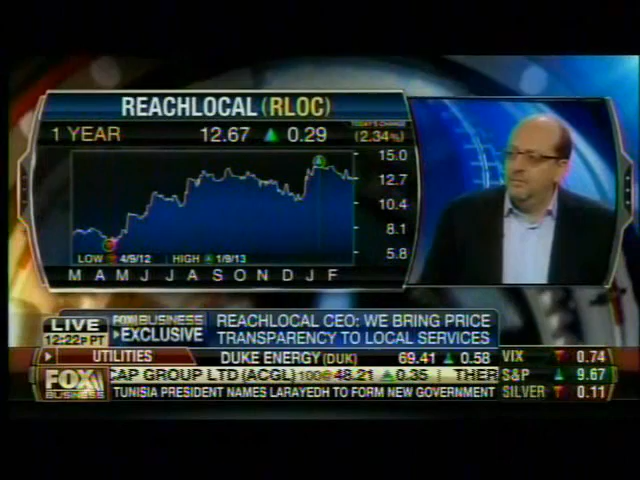 REACHLOCAL (RLOC)
1 YEAR 12.67 ▲ 0.29 TODAY'S CHANGE (2.34%)
15.0
12.7
10.4
8.1
5.8
LOW 4/9/12 HIGH 1/9/13
M A M J J A S O N D J F
LIVE
12:22P PT
FOX BUSINESS
EXCLUSIVE
REACHLOCAL CEO: WE BRING PRICE
TRANSPARENCY TO LOCAL SERVICES
UTILITIES DUKE ENERGY (DUK) 69.41 ▲ 0.58 VIX ▼ 0.74
FOX BUSINESS
CAP GROUP LTD (ACGL) 100@48.21 ▲ 0.35 THER S&P ▲ 9.67
TUNISIA PRESIDENT NAMES LARAYEDH TO FORM NEW GOVERNMENT SILVER ▼ 0.11